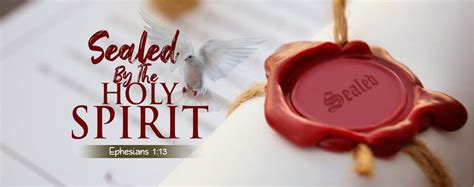 Sealed
By The
HOLY
SPIRIT
Ephesians 1:13
Sealed